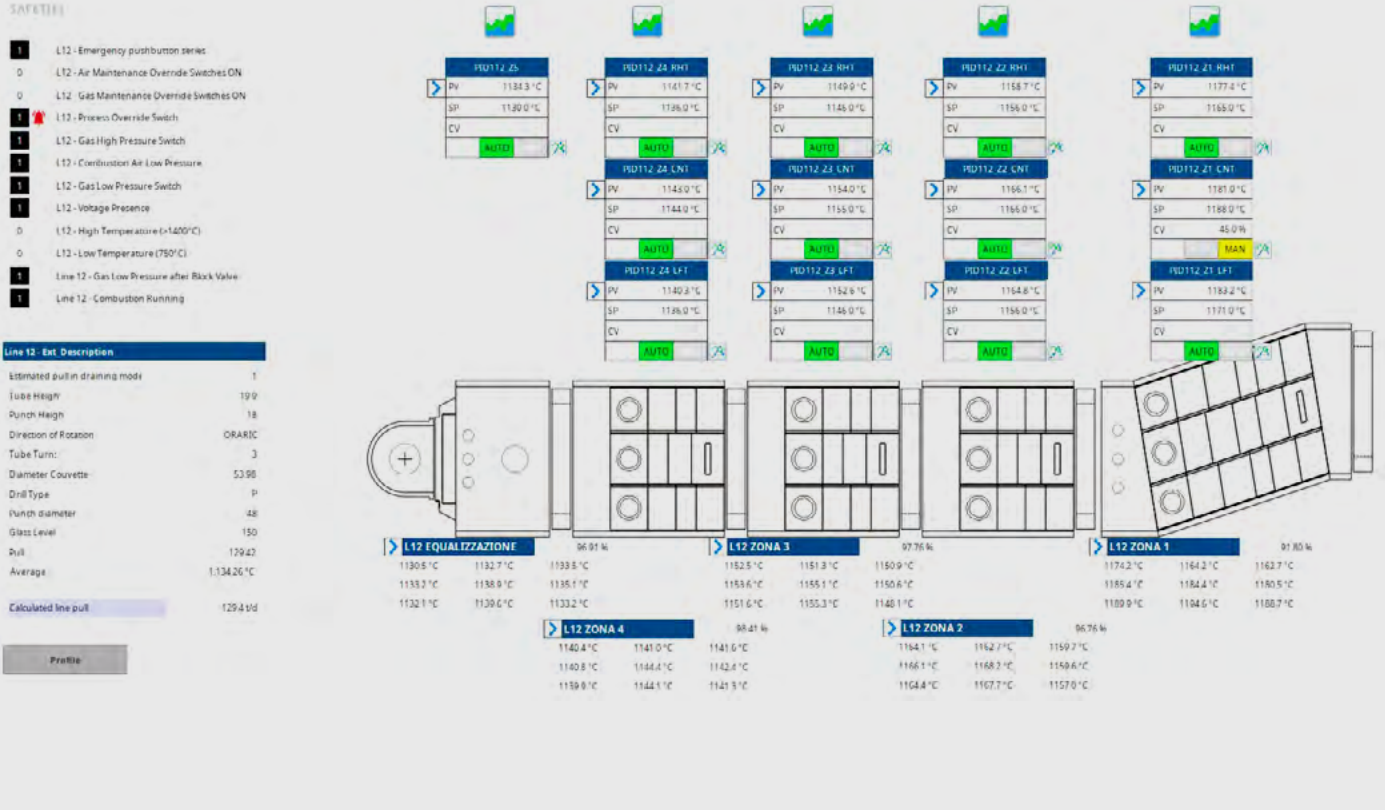 1 L12 - Emergency pushbutton series
0 L12 - Air Maintenance Override Switches ON
0 L12 - Gas Maintenance Override Switches ON
1 L12 - Process Override Switch
1 L12 - Gas High Pressure Switch
1 L12 - Combustion Air Low Pressure
1 L12 - Gas Low Pressure Switch
1 L12 - Voltage Presence
0 L12 - High Temperature (>1400°C)
0 L12 - Low Temperature (750°C)
1 Line 12 - Gas Low Pressure after Block Valve
1 Line 12 - Combustion Running
Line 12 - Ext_Description
Estimated pull in draining mode 1
Tube Heigh
Punch Heigh 18
Direction of Rotation ORARIC
Tube Turn: 3
Diameter Couvette 53.98
Drill Type P
Punch diameter 48
Glass Level 150
Pull 129.42
Average 1.134.26 °C
Calculated line pull 129.4 t/d
Profile
PID112_Z5
PV 1134.3 °C
SP 1130.0 °C
CV
AUTO
PID112_Z4_RHT
PV 1141.7 °C
SP 1136.0 °C
CV
AUTO
PID112_Z4_CNT
PV 1143.0 °C
SP 1144.0 °C
CV
AUTO
PID112_Z4_LFT
PV 1140.3 °C
SP 1136.0 °C
CV
AUTO
PID112_Z3_RHT
PV 1149.9 °C
SP 1146.0 °C
CV
AUTO
PID112_Z3_CNT
PV 1154.0 °C
SP 1155.0 °C
CV
AUTO
PID112_Z3_LFT
PV 1152.6 °C
SP 1146.0 °C
CV
AUTO
PID112_Z2_RHT
PV 1158.7 °C
SP 1156.0 °C
CV
AUTO
PID112_Z2_CNT
PV 1166.1 °C
SP 1166.0 °C
CV
AUTO
PID112_Z2_LFT
PV 1164.8 °C
SP 1156.0 °C
CV
AUTO
PID112_Z1_RHT
PV 1177.4 °C
SP
CV
AUTO
PID112_Z1_CNT
PV 1181.0 °C
SP 1188.0 °C
CV
MAN
PID112_Z1_LFT
PV 1183.2 °C
SP 1171.0 °C
CV
AUTO
L12 EQUALIZZAZIONE 96.91 %
1130.5 °C 1132.7 °C 1133.5 °C
1133.2 °C 1138.9 °C 1135.1 °C
1132.1 °C 1139.6 °C 1133.2 °C
L12 ZONA 3 97.76 %
1152.5 °C 1151.3 °C 1150.9 °C
1153.6 °C 1155.1 °C 1150.6 °C
1151.6 °C 1155.3 °C 1148.1 °C
L12 ZONA 1 91.80 %
1174.2 °C 1164.2 °C 1162.7 °C
1185.4 °C 1184.4 °C 1180.5 °C
1189.9 °C 1194.6 °C 1188.7 °C
L12 ZONA 4 98.41 %
1140.4 °C 1141.0 °C 1141.6 °C
1140.8 °C 1144.4 °C 1142.4 °C
1139.9 °C 1144.1 °C 1141.3 °C
L12 ZONA 2 96.76 %
1164.1 °C 1162.7 °C 1159.7 °C
1166.1 °C 1168.2 °C 1159.6 °C
1164.4 °C 1167.7 °C 1157.0 °C